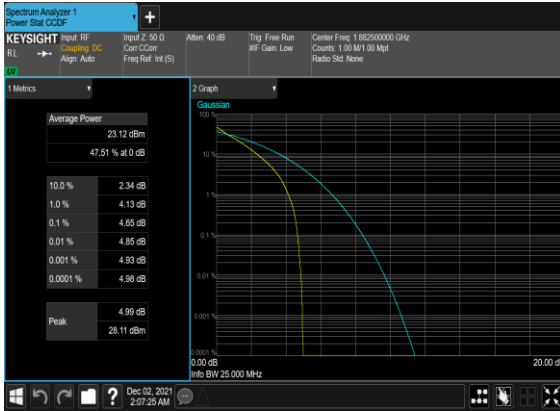 Spectrum Analyzer 1
Power Stat CCDF
KEYSIGHT
RL
Input: RF
Coupling: DC
Align: Auto
Input Z: 50 Ω
Corr CCorr
Freq Ref: Int (S)
Atten: 40 dB
Trig: Free Run
#IF Gain: Low
Center Freq: 1.882500000 GHz
Counts: 1.00 M/1.00 Mpt
Radio Std: None
1 Metrics
Average Power
23.12 dBm
47.51 % at 0 dB
10.0 % 2.34 dB
1.0 % 4.13 dB
0.1 % 4.65 dB
0.01 % 4.85 dB
0.001 % 4.93 dB
0.0001 % 4.98 dB
Peak
4.99 dB
28.11 dBm
2 Graph
Gaussian
100 %
10 %
1 %
0.1 %
0.01 %
0.001 %
0.0001 %
0.00 dB
20.00 d
Info BW 25.000 MHz
?
Dec 02, 2021
2:07:25 AM